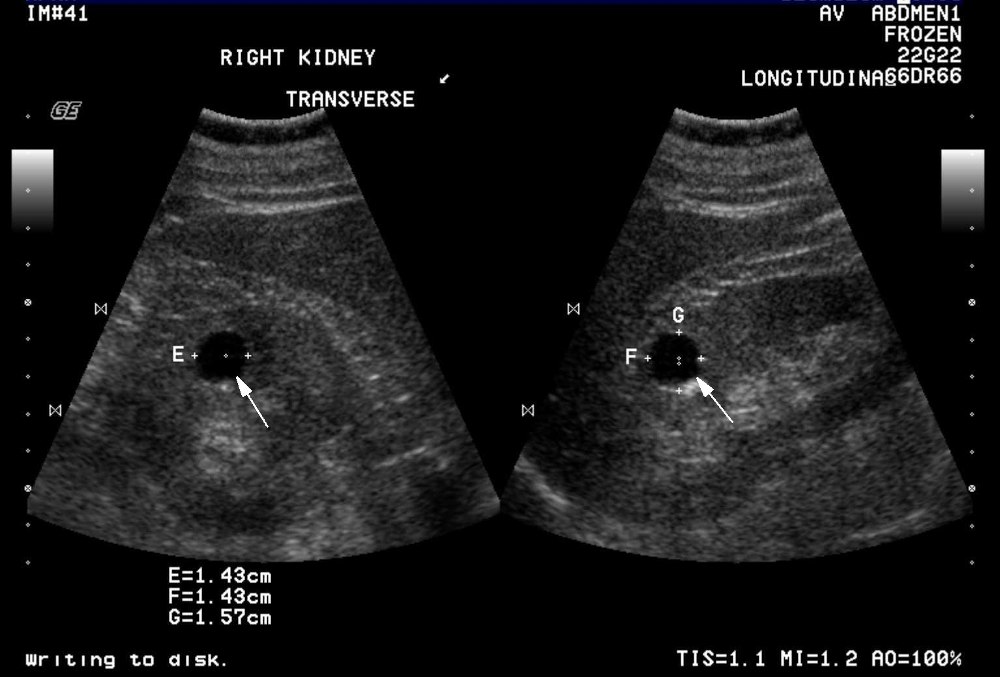 IM#41
AV ABDMEN1
FROZEN
RIGHT KIDNEY
22G22
LONGITUDINA
66DR66
TRANSVERSE
GE
G
E
F
E=1.43cm
F=1.43cm
G=1.57cm
Writing to disk.
TIS=1.1 MI=1.2 AO=100%